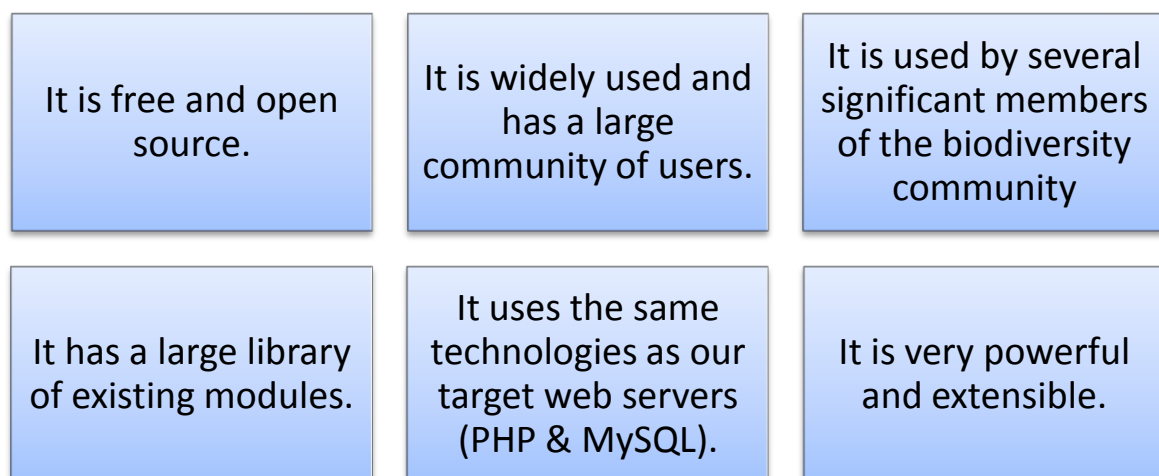 It is free and open
source.
It is widely used and
has a large
community of users.
It is used by several
significant members
of the biodiversity
community
It has a large library
of existing modules.
It uses the same
technologies as our
target web servers
(PHP & MySQL).
It is very powerful
and extensible.